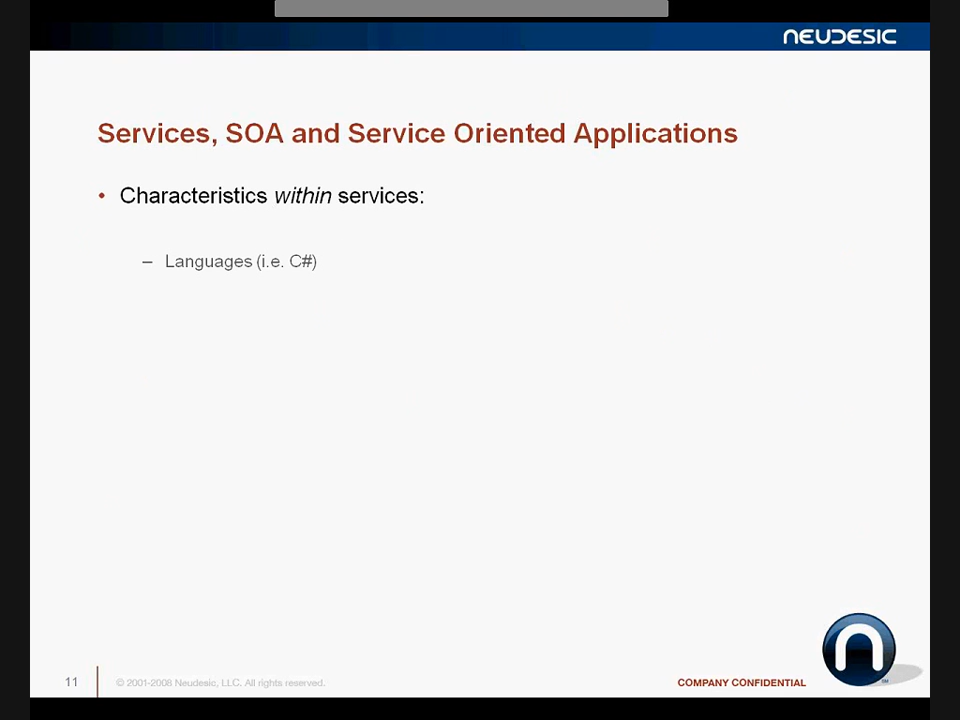 NEUDESIC
Services, SOA and Service Oriented Applications
• Characteristics within services:
– Languages (i.e. C#)
11
© 2001-2008 Neudesic, LLC. All rights reserved.
COMPANY CONFIDENTIAL
n
SM